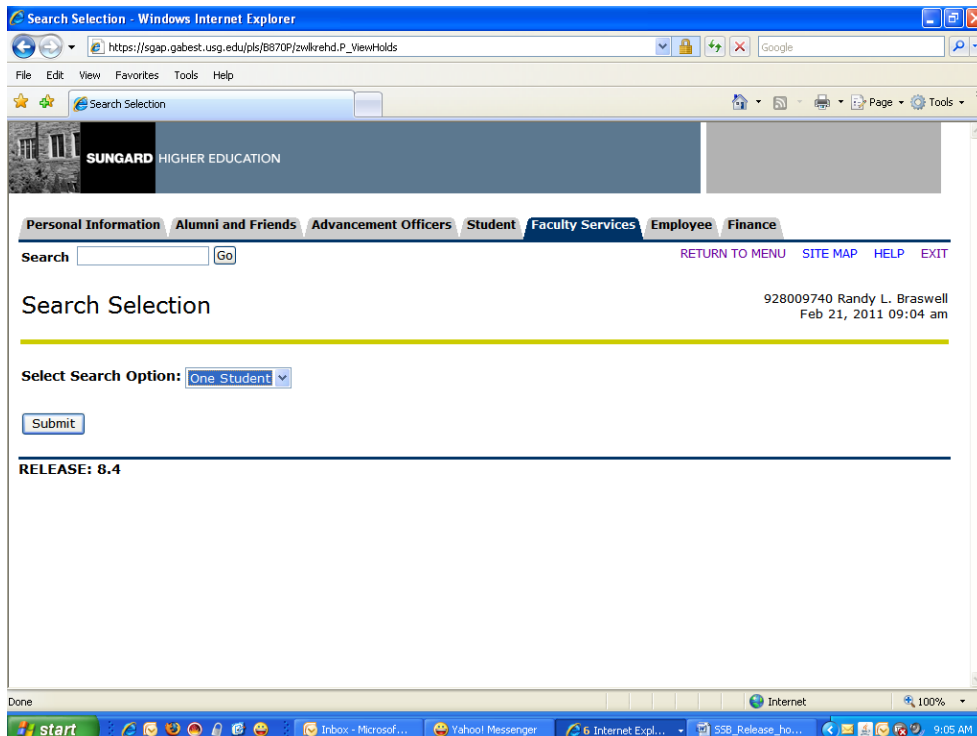 Search Selection - Windows Internet Explorer
https://sgap.gabest.usg.edu/pls/B870P/zwlkrehd.P_ViewHolds
Google
File Edit View Favorites Tools Help
Search Selection
Page Tools
SUNGARD HIGHER EDUCATION
Personal Information Alumni and Friends Advancement Officers Student Faculty Services Employee Finance
Search Go
RETURN TO MENU SITE MAP HELP EXIT
Search Selection
928009740 Randy L. Braswell
Feb 21, 2011 09:04 am
Select Search Option: One Student
Submit
RELEASE: 8.4
Done Internet 100%
start Inbox - Microsof... Yahoo! Messenger 6 Internet Expl... SSB_Release_ho... 9:05 AM